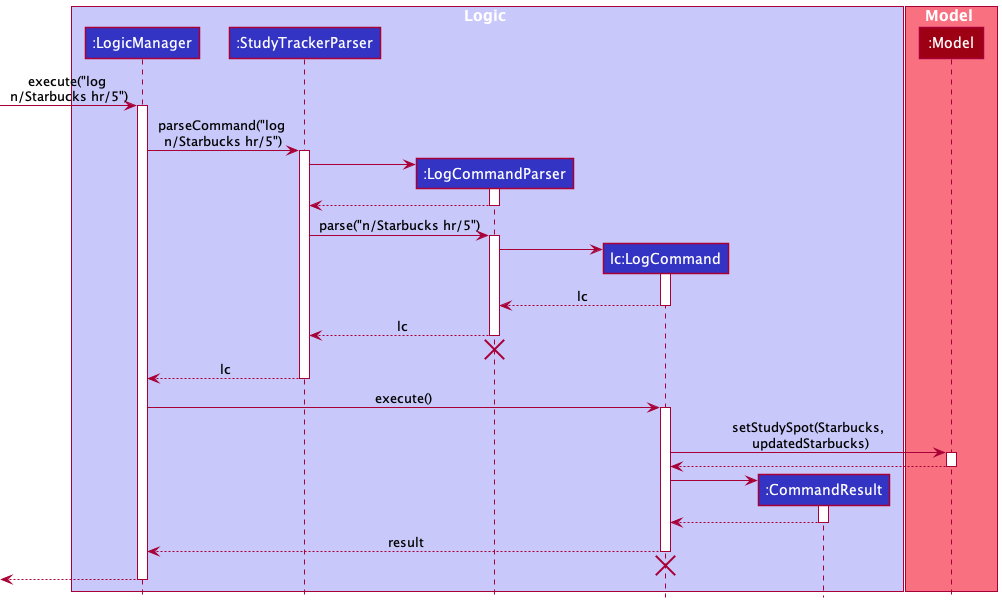 Logic
Model
:LogicManager
:StudyTrackerParser
:Model
execute("log
n/Starbucks hr/5")
parseCommand("log
n/Starbucks hr/5")
:LogCommandParser
parse("n/Starbucks hr/5")
lc:LogCommand
lc
lc
lc
execute()
setStudySpot(Starbucks,
updatedStarbucks)
:CommandResult
result